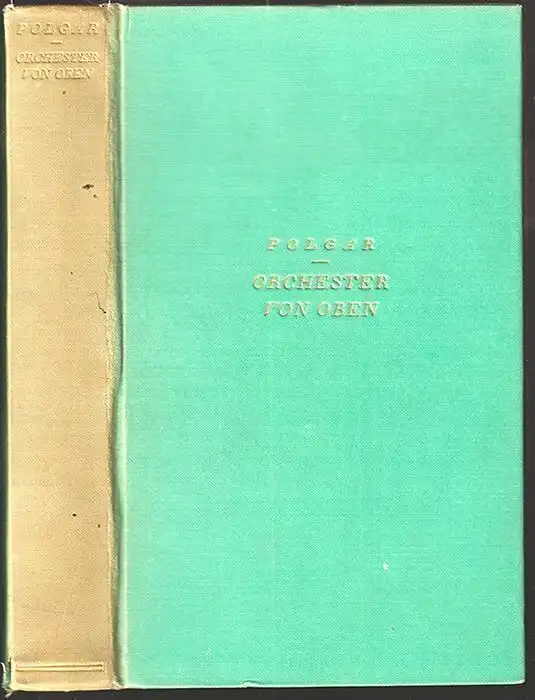 POLGAR
ORCHESTER
VON OBEN
POLGAR
ORCHESTER
VON OBEN